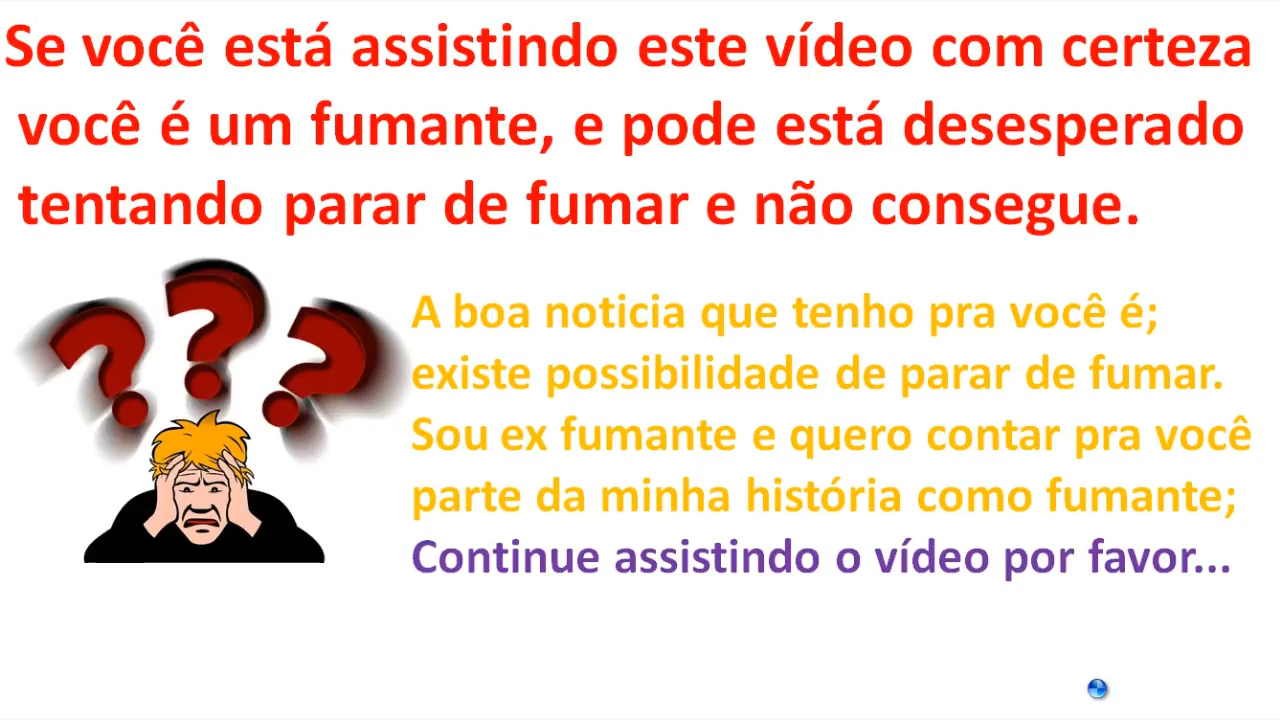 Se você está assistindo este vídeo com certeza
você é um fumante, e pode está desesperado
tentando parar de fumar e não consegue.
A boa noticia que tenho pra você é;
existe possibilidade de parar de fumar.
Sou ex fumante e quero contar pra você
parte da minha história como fumante;
Continue assistindo o vídeo por favor...